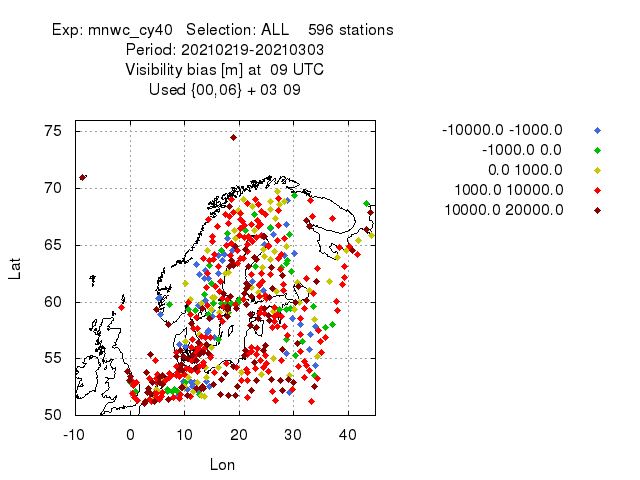 Exp: mnwc_cy40 Selection: ALL 596 stations
Period: 20210219-20210303
Visibility bias [m] at 09 UTC
Used {00,06} + 03 09
-10000.0 -1000.0
-1000.0 0.0
0.0 1000.0
1000.0 10000.0
10000.0 20000.0
Lat
75
70
65
60
55
50
-10 0 10 20 30 40
Lon